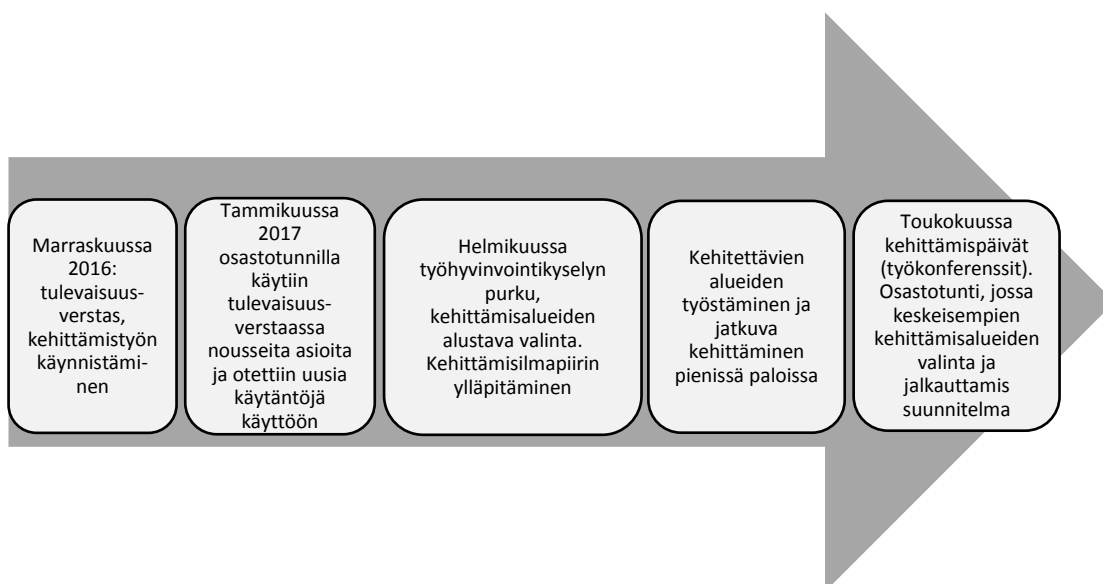 Marraskuussa
2016:
tulevaisuus-
verstas,
kehittämistyön
käynnistämi-
nen
Tammikuussa
2017
osastotunnilla
käytiin
tulevaisuus-
verstaassa
nousseita asioita
ja otettiin uusia
käytäntöjä
käyttöön
Helmikuussa
työhyvinvointikyselyn
purku,
kehittämisalueiden
alustava valinta.
Kehittämisilmapiirin
ylläpitäminen
Kehitettävien
alueiden
työstäminen ja
jatkuva
kehittäminen
pienissä paloissa
Toukokuussa
kehittämispäivät
(työkonferenssit).
Osastotunti, jossa
keskeisempien
kehittämisalueiden
valinta ja
jalkauttamis
suunnitelma